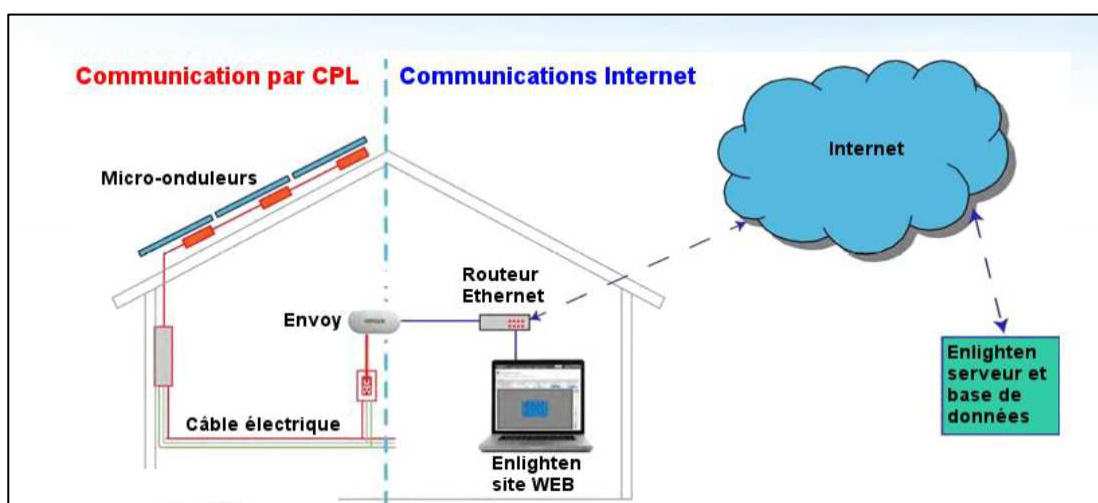 Communication par CPL
Communications Internet
Micro-onduleurs
Internet
Routeur
Ethernet
Envoy
Enlighten
serveur et
base de
données
Câble électrique
Enlighten
site WEB